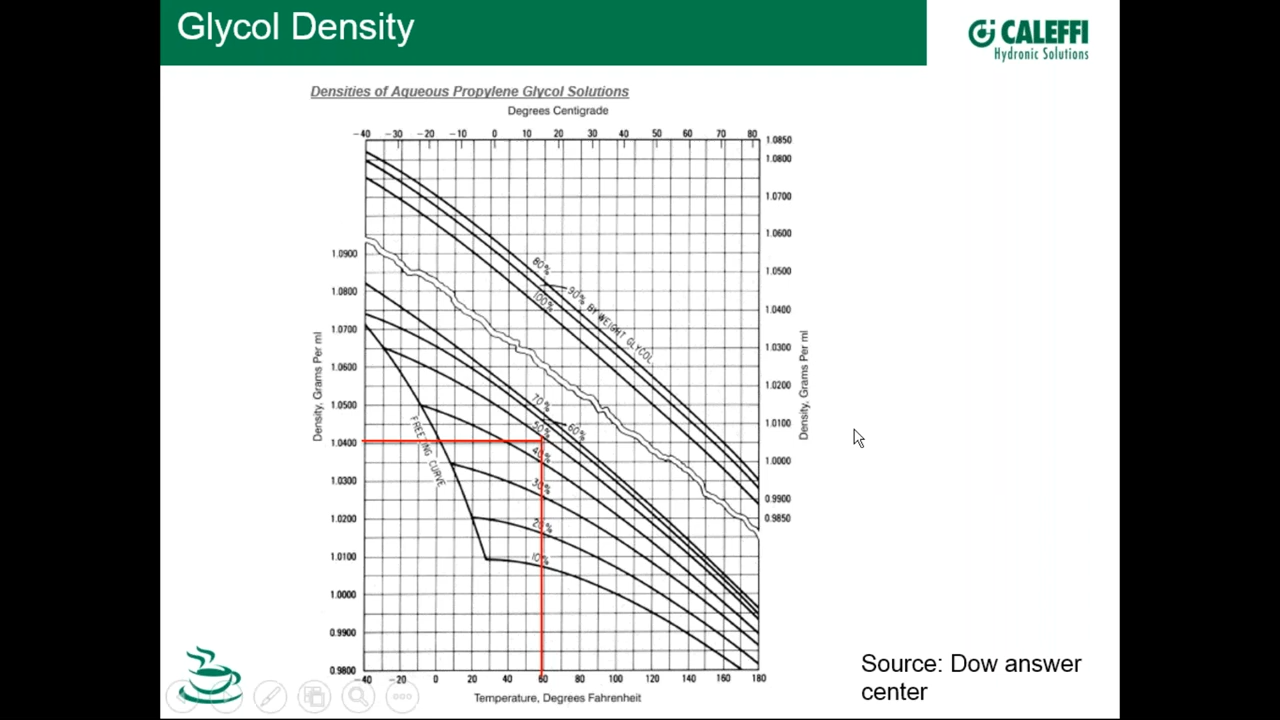 Glycol Density
CALEFFI
Hydronic Solutions
Densities of Aqueous Propylene Glycol Solutions
Degrees Centigrade
-40 -30 -20 -10 0 10 20 30 40 50 60 70 80
1.0850
1.0800
1.0700
1.0600
1.0500
1.0400
1.0300
1.0200
1.0100
1.0000
0.9900
0.9850
Density, Grams Per ml
1.0900
1.0800
1.0700
1.0600
1.0500
1.0400
1.0300
1.0200
1.0100
1.0000
0.9900
0.9800
Density, Grams Per ml
80%
90% BY WEIGHT GLYCOL
100%
70%
60%
50%
40%
30%
20%
10%
FREEZING CURVE
-40 -20 0 20 40 60 80 100 120 140 160 180
Temperature, Degrees Fahrenheit
Source: Dow answer
center